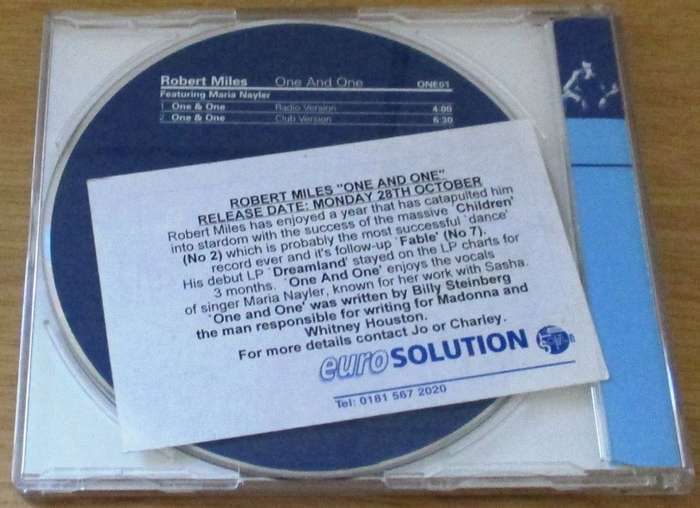 Robert Miles One And One ONE01
Featuring Maria Nayler
1 One & One Radio Version 4:00
2 One & One Club Version 6:30
ROBERT MILES "ONE AND ONE"
RELEASE DATE: MONDAY 28TH OCTOBER
Robert Miles has enjoyed a year that has catapulted him
into stardom with the success of the massive `Children'
(No 2) which is probably the most successful `dance'
record ever and it's follow-up `Fable' (No 7).
His debut LP `Dreamland' stayed on the LP charts for
3 months. `One And One' enjoys the vocals
of singer Maria Nayler, known for her work with Sasha.
`One and One' was written by Billy Steinberg
the man responsible for writing for Madonna and
Whitney Houston.
For more details contact Jo or Charley.
euroSOLUTION
Tel: 0181 567 2020